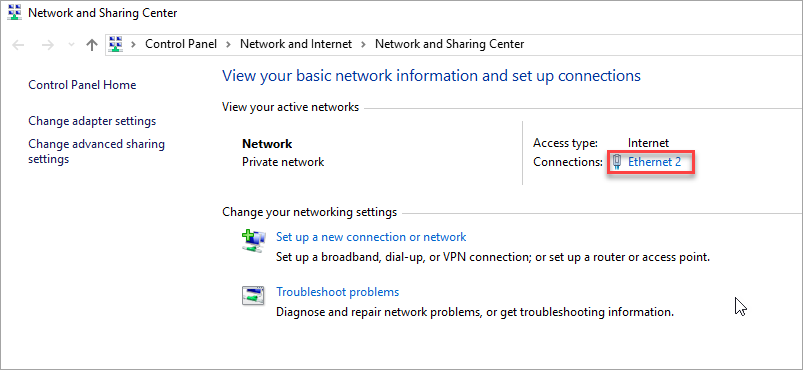 Network and Sharing Center
Control Panel > Network and Internet > Network and Sharing Center
Control Panel Home
Change adapter settings
Change advanced sharing
settings
View your basic network information and set up connections
View your active networks
Network
Private network
Access type: Internet
Connections: Ethernet 2
Change your networking settings
Set up a new connection or network
Set up a broadband, dial-up, or VPN connection; or set up a router or access point.
Troubleshoot problems
Diagnose and repair network problems, or get troubleshooting information.